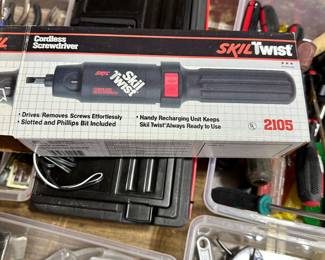 Cordless
Screwdriver
SKIL Twist
SKIL
Skil
Twist
• Drives/Removes Screws Effortlessly
• Slotted and Phillips Bit Included
• Handy Recharging Unit Keeps
Skil Twist Always Ready to Use
2105